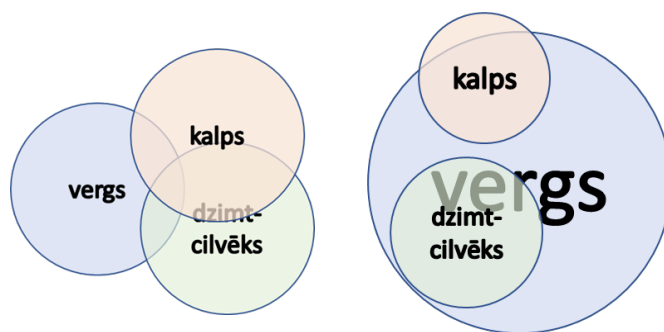 kalps
vergs
dzimt-
cilvēks
kalps
vergs
dzimt-
cilvēks